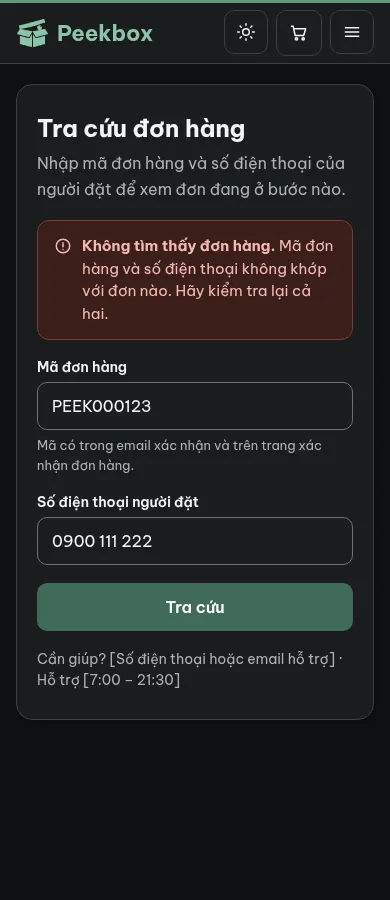 Peekbox
Tra cứu đơn hàng
Nhập mã đơn hàng và số điện thoại của
người đặt để xem đơn đang ở bước nào.
Không tìm thấy đơn hàng. Mã đơn
hàng và số điện thoại không khớp
với đơn nào. Hãy kiểm tra lại cả
hai.
Mã đơn hàng
PEEK000123
Mã có trong email xác nhận và trên trang xác
nhận đơn hàng.
Số điện thoại người đặt
0900 111 222
Tra cứu
Cần giúp? [Số điện thoại hoặc email hỗ trợ] ·
Hỗ trợ [7:00 – 21:30]